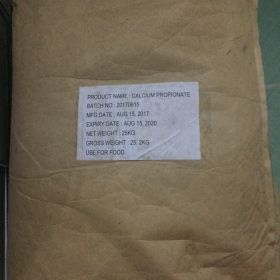 PRODUCT NAME : CALCIUM PROPIONATE
BATCH NO : 20170815
MFG DATE : AUG 15, 2017
EXPIRY DATE : AUG 15, 2020
NET WEIGHT : 25KG
GROSS WEIGHT : 25. 2KG
USE FOR FOOD